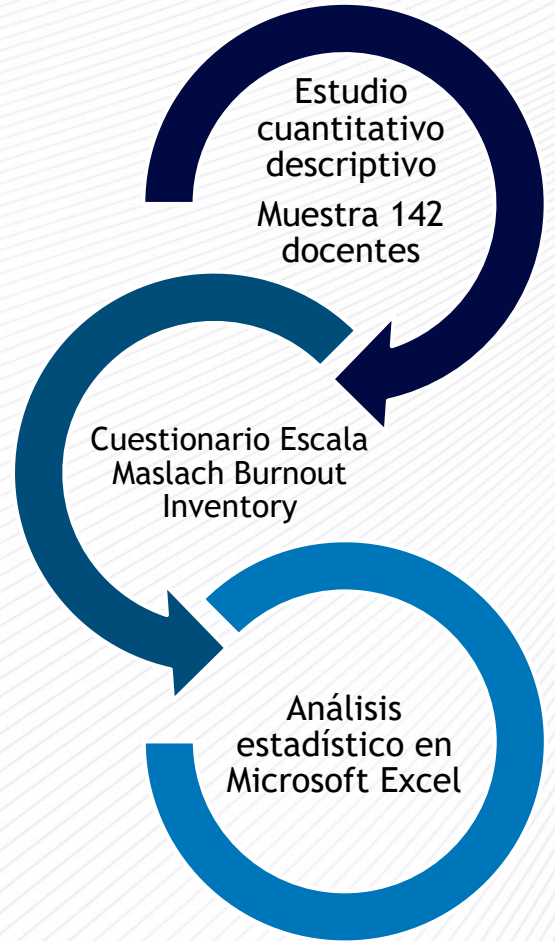 Estudio
cuantitativo
descriptivo
Muestra 142
docentes
Cuestionario Escala
Maslach Burnout
Inventory
Análisis
estadístico en
Microsoft Excel